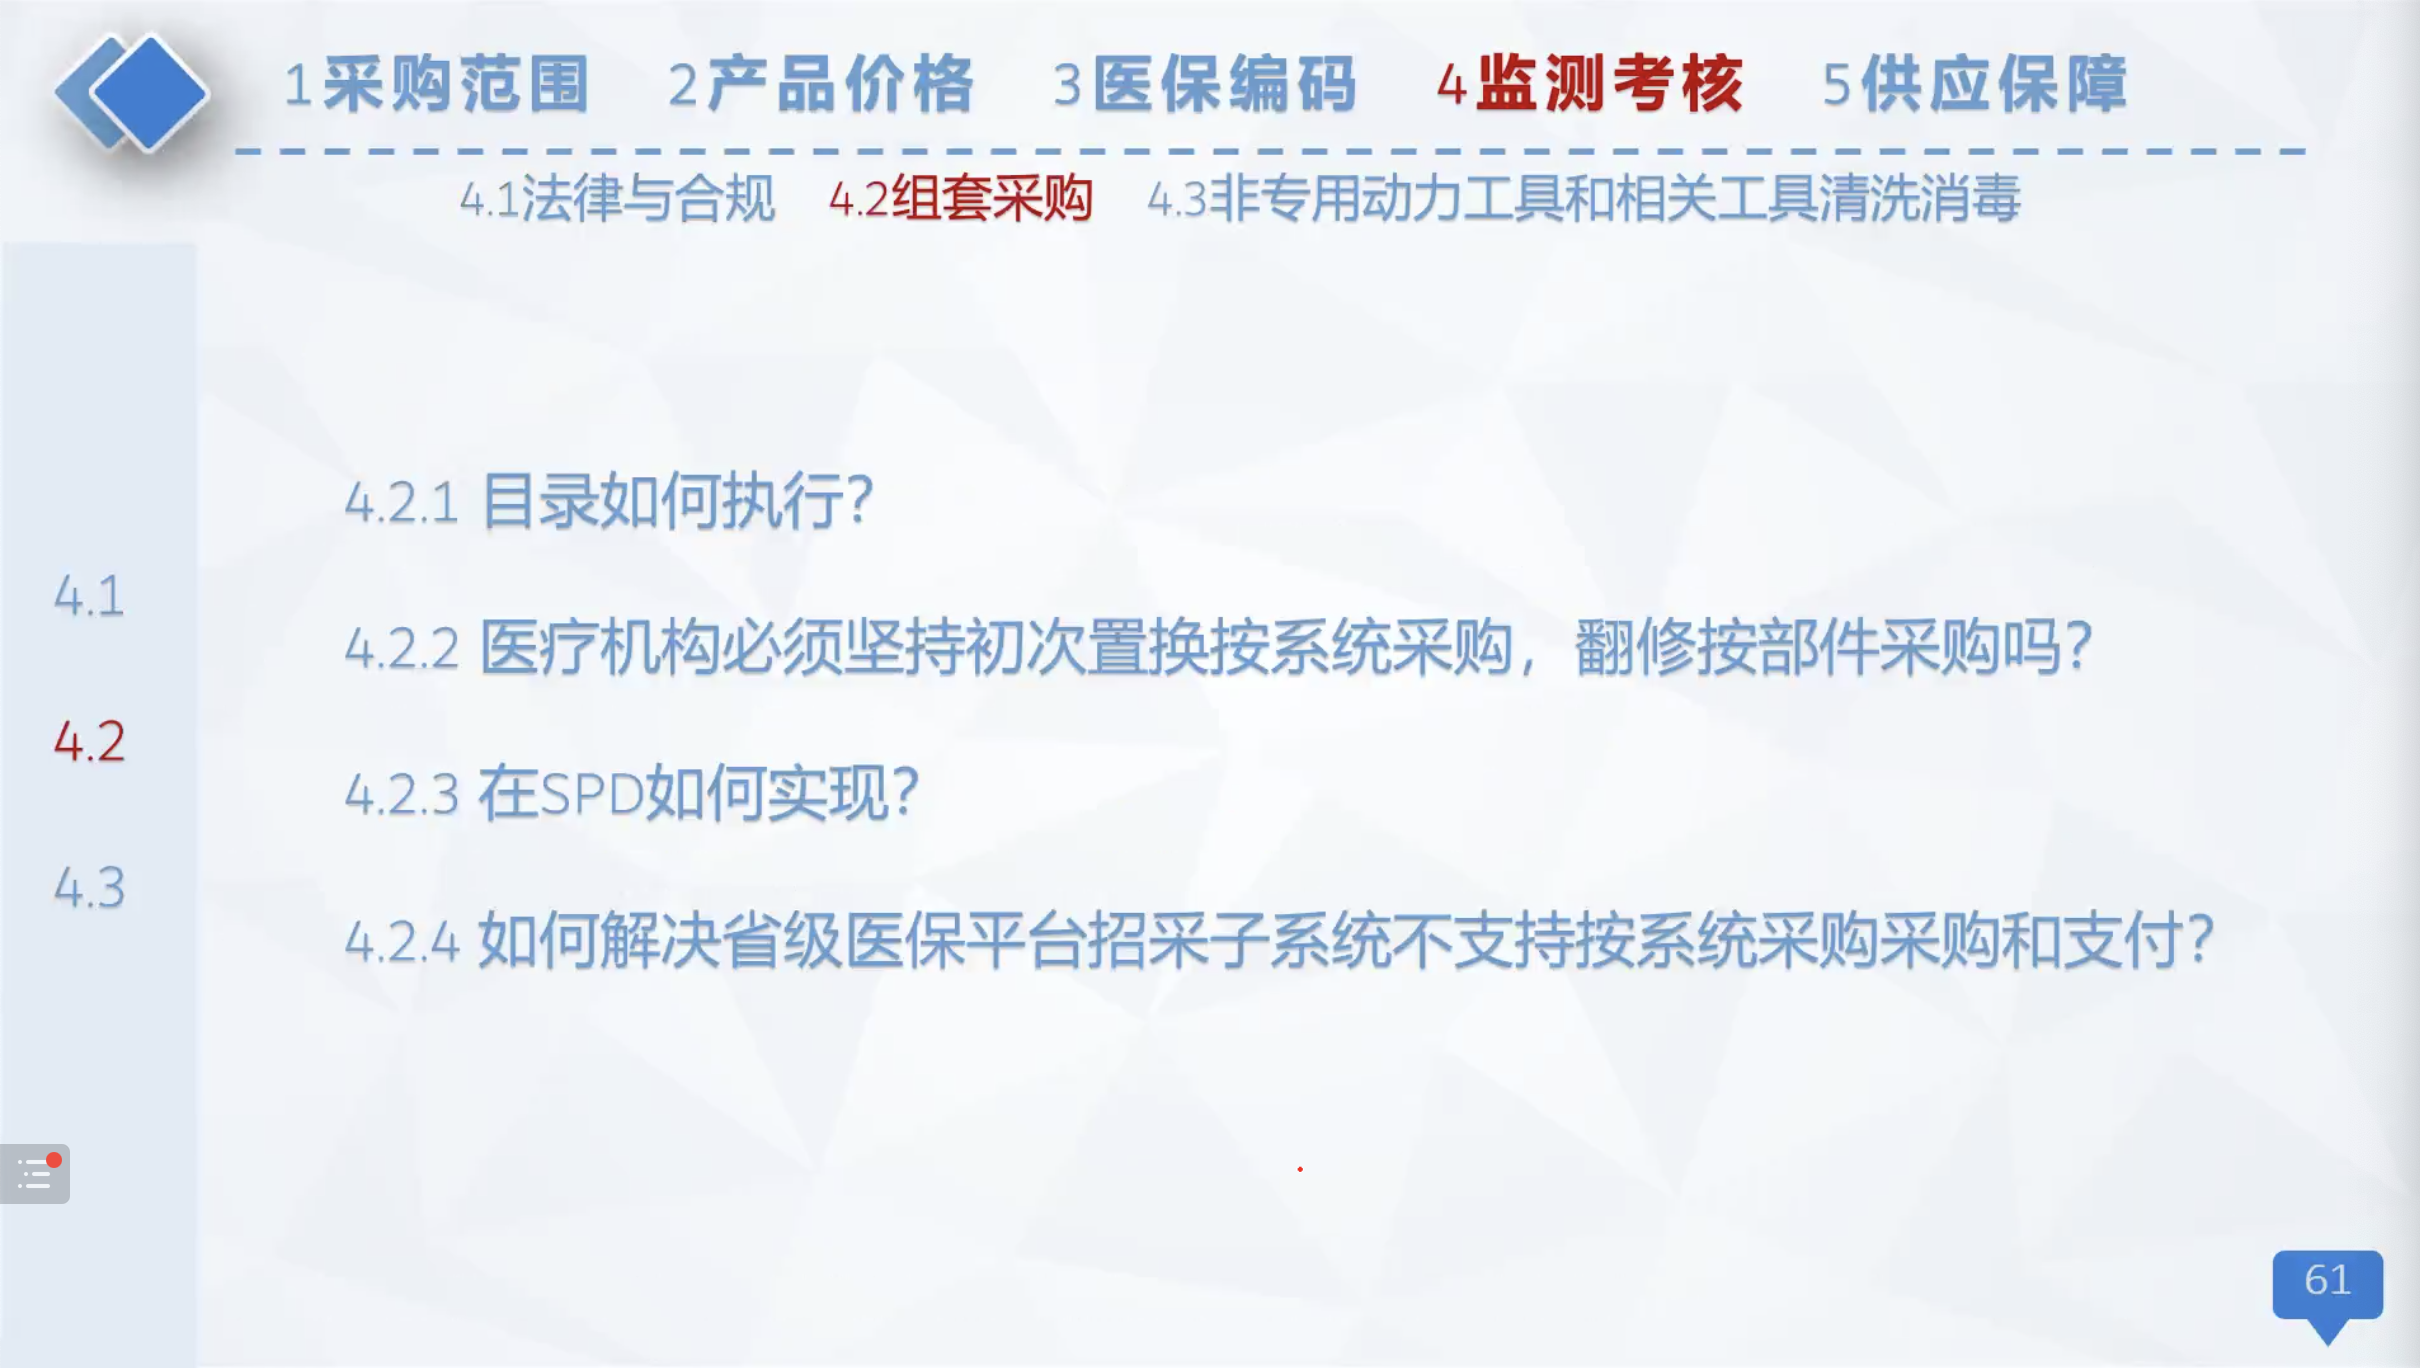 1采购范围 2产品价格 3医保编码 4监测考核 5供应保障
4.1法律与合规 4.2组套采购 4.3非专用动力工具和相关工具清洗消毒
4.2.1 目录如何执行？
4.1
4.2.2 医疗机构必须坚持初次置换按系统采购，翻修按部件采购吗？
4.2
4.2.3 在SPD如何实现？
4.3
4.2.4 如何解决省级医保平台招采子系统不支持按系统采购采购和支付？
61